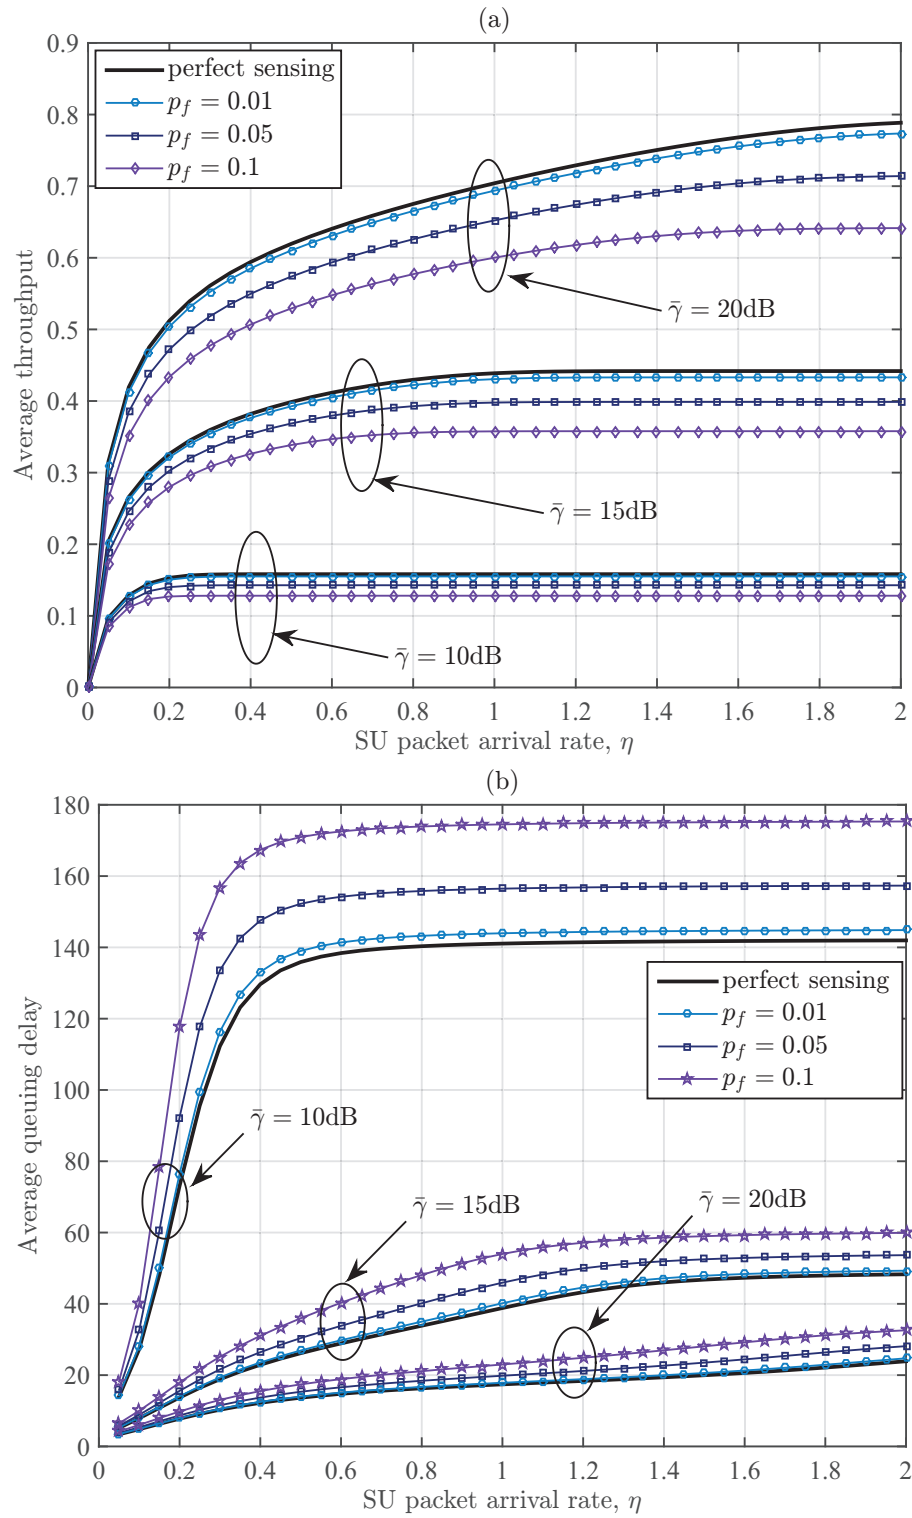 (a)
0.9
0.8
0.7
0.6
0.5
0.4
0.3
0.2
0.1
0
Average throughput
perfect sensing
p_f = 0.01
p_f = 0.05
p_f = 0.1
γ̄ = 20dB
γ̄ = 15dB
γ̄ = 10dB
0 0.2 0.4 0.6 0.8 1 1.2 1.4 1.6 1.8 2
SU packet arrival rate, η
(b)
180
160
140
120
100
80
60
40
20
0
Average queuing delay
perfect sensing
p_f = 0.01
p_f = 0.05
p_f = 0.1
γ̄ = 10dB
γ̄ = 15dB
γ̄ = 20dB
0 0.2 0.4 0.6 0.8 1 1.2 1.4 1.6 1.8 2
SU packet arrival rate, η